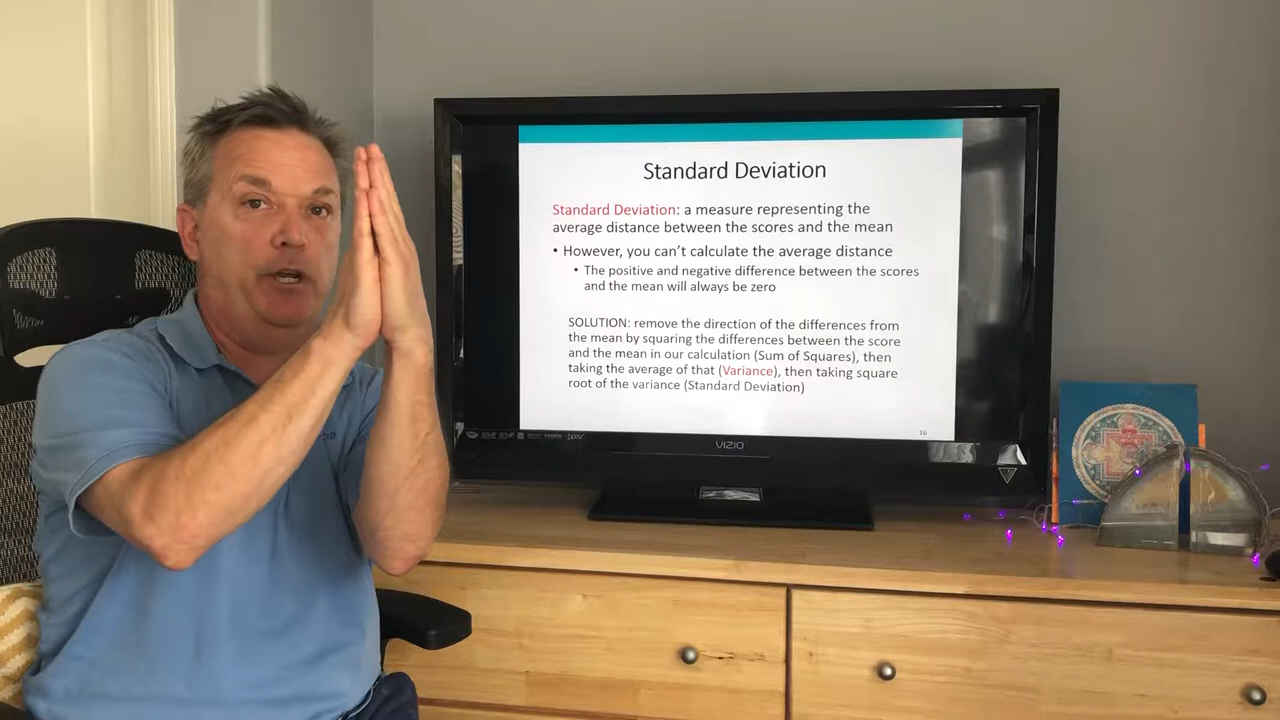 Standard Deviation
Standard Deviation: a measure representing the
average distance between the scores and the mean
• However, you can't calculate the average distance
• The positive and negative difference between the scores
and the mean will always be zero
SOLUTION: remove the direction of the differences from
the mean by squaring the differences between the score
and the mean in our calculation (Sum of Squares), then
taking the average of that (Variance), then taking square
root of the variance (Standard Deviation)
16
VIZIO